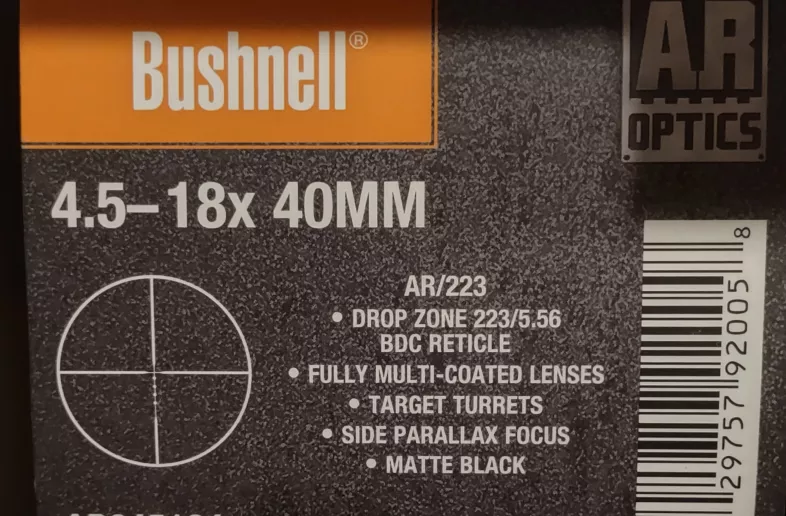 Bushnell®
AR
OPTICS
4.5–18x 40MM
AR/223
• DROP ZONE 223/5.56
BDC RETICLE
• FULLY MULTI-COATED LENSES
• TARGET TURRETS
• SIDE PARALLAX FOCUS
• MATTE BLACK
29757 92005 8